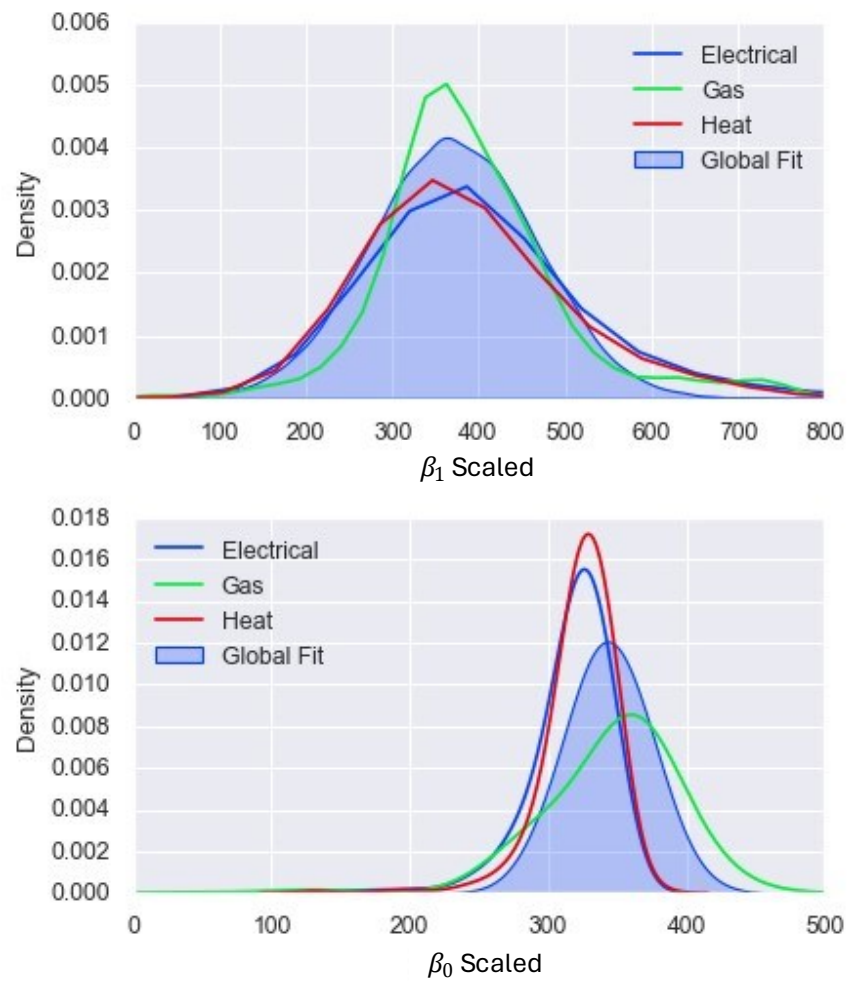 0.006
0.005
0.004
0.003
0.002
0.001
0.000
Density
Electrical
Gas
Heat
Global Fit
0 100 200 300 400 500 600 700 800
β₁ Scaled
0.018
0.016
0.014
0.012
0.010
0.008
0.006
0.004
0.002
0.000
Density
Electrical
Gas
Heat
Global Fit
0 100 200 300 400 500
β₀ Scaled